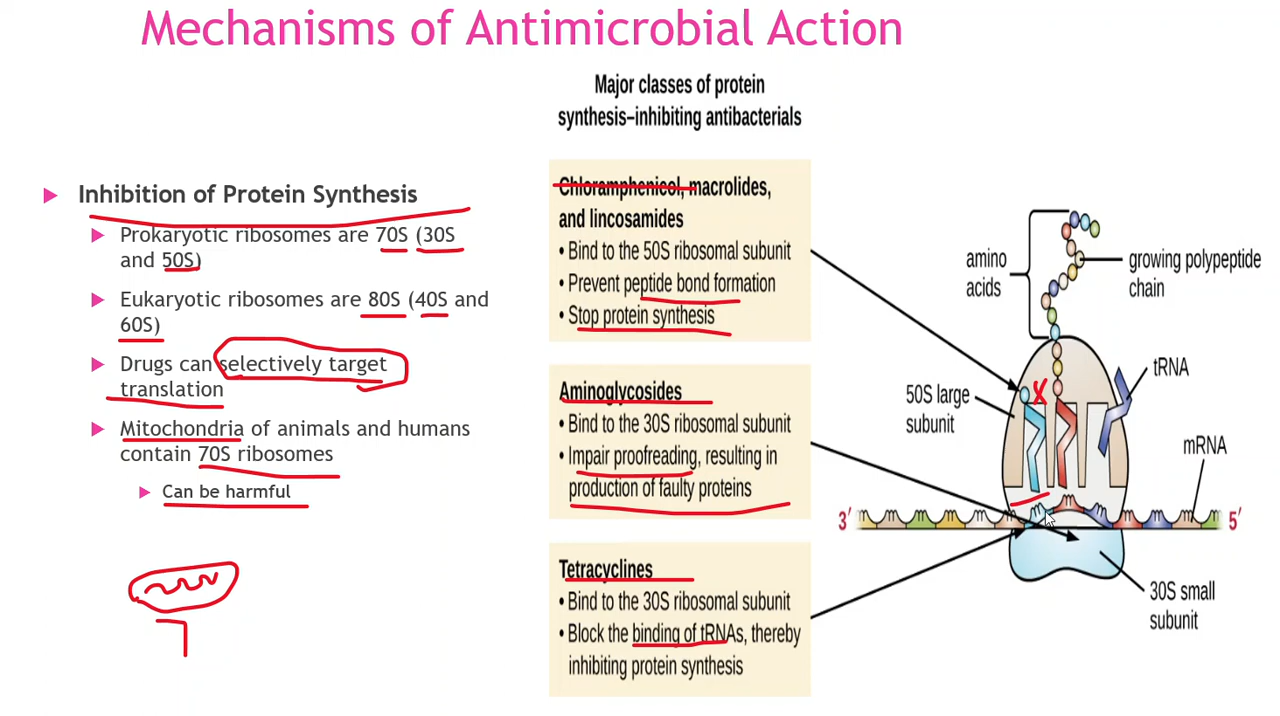 Mechanisms of Antimicrobial Action
Inhibition of Protein Synthesis
Prokaryotic ribosomes are 70S (30S
and 50S)
Eukaryotic ribosomes are 80S (40S and
60S)
Drugs can selectively target
translation
Mitochondria of animals and humans
contain 70S ribosomes
Can be harmful
Major classes of protein
synthesis–inhibiting antibacterials
Chloramphenicol, macrolides,
and lincosamides
• Bind to the 50S ribosomal subunit
• Prevent peptide bond formation
• Stop protein synthesis
Aminoglycosides
• Bind to the 30S ribosomal subunit
• Impair proofreading, resulting in
production of faulty proteins
Tetracyclines
• Bind to the 30S ribosomal subunit
• Block the binding of tRNAs, thereby
inhibiting protein synthesis
amino
acids
growing polypeptide
chain
tRNA
50S large
subunit
mRNA
3′
5′
30S small
subunit